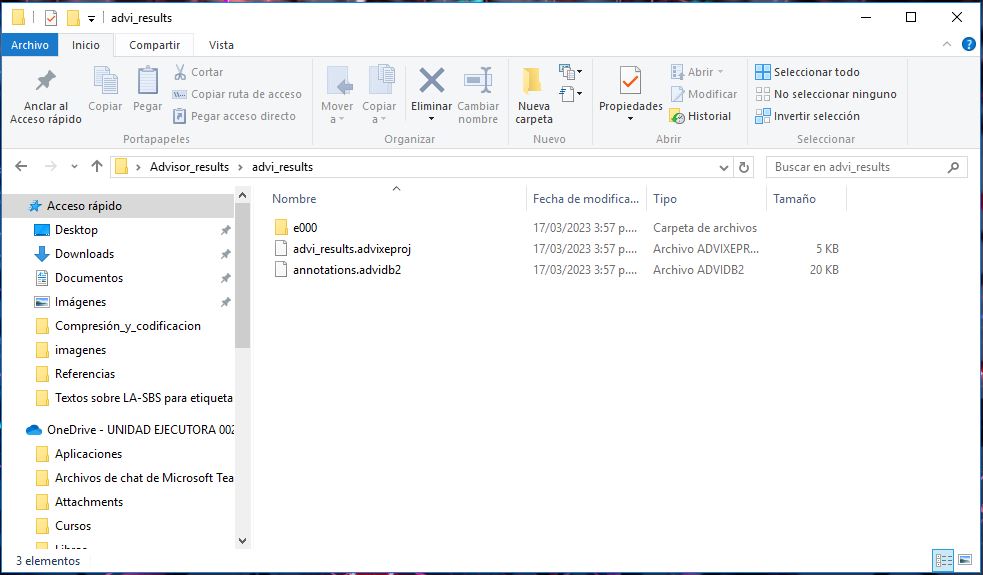 advi_results
Archivo Inicio Compartir Vista
Anclar al Acceso rápido
Copiar
Pegar
Cortar
Copiar ruta de acceso
Pegar acceso directo
Portapapeles
Mover a
Copiar a
Eliminar
Cambiar nombre
Organizar
Nueva carpeta
Nuevo
Propiedades
Abrir
Modificar
Historial
Abrir
Seleccionar todo
No seleccionar ninguno
Invertir selección
Seleccionar
Advisor_results › advi_results
Buscar en advi_results
Acceso rápido
Desktop
Downloads
Documentos
Imágenes
Compresión_y_codificacion
imagenes
Referencias
Textos sobre LA-SBS para etiqueta
OneDrive - UNIDAD EJECUTORA 002
Aplicaciones
Archivos de chat de Microsoft Tea
Attachments
Cursos
Nombre Fecha de modifica... Tipo Tamaño
e000 17/03/2023 3:57 p.... Carpeta de archivos
advi_results.advixeproj 17/03/2023 3:57 p.... Archivo ADVIXEPR... 5 KB
annotations.advidb2 17/03/2023 3:57 p.... Archivo ADVIDB2 20 KB
3 elementos